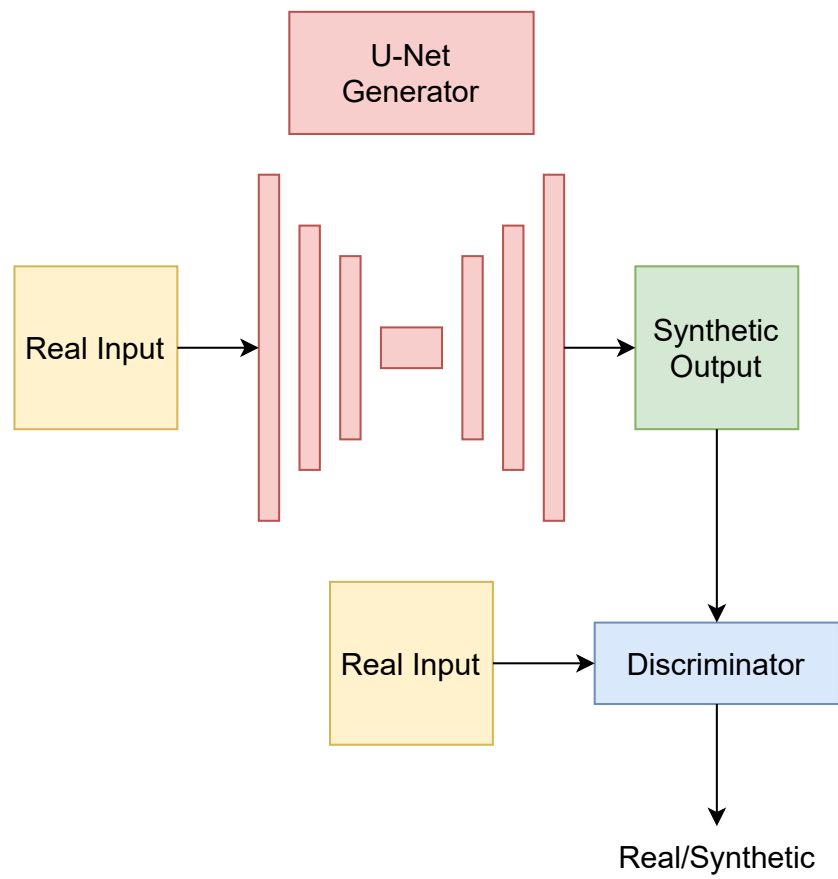 U-Net
Generator
Real Input
Synthetic
Output
Real Input
Discriminator
Real/Synthetic